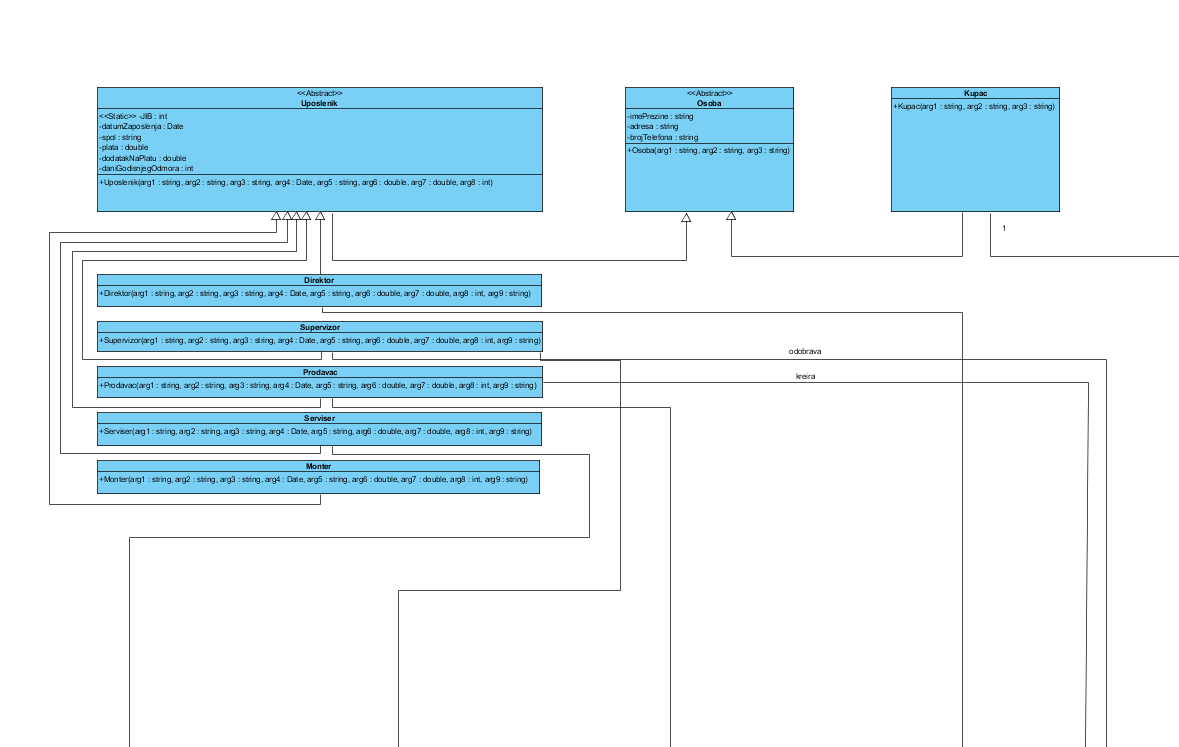 <<Abstract>>
Uposlenik
<<Static>> -JIB : int
-datumZaposlenja : Date
-spol : string
-plata : double
-dodatakNaPlatu : double
-daniGodisnjegOdmora : int
+Uposlenik(arg1 : string, arg2 : string, arg3 : string, arg4 : Date, arg5 : string, arg6 : double, arg7 : double, arg8 : int)
<<Abstract>>
Osoba
-imePrezine : string
-adresa : string
-brojTelefona : string
+Osoba(arg1 : string, arg2 : string, arg3 : string)
Kupac
+Kupac(arg1 : string, arg2 : string, arg3 : string)
1
Direktor
+Direktor(arg1 : string, arg2 : string, arg3 : string, arg4 : Date, arg5 : string, arg6 : double, arg7 : double, arg8 : int, arg9 : string)
Supervizor
+Supervizor(arg1 : string, arg2 : string, arg3 : string, arg4 : Date, arg5 : string, arg6 : double, arg7 : double, arg8 : int, arg9 : string)
odobrava
Prodavac
+Prodavac(arg1 : string, arg2 : string, arg3 : string, arg4 : Date, arg5 : string, arg6 : double, arg7 : double, arg8 : int, arg9 : string)
kreira
Serviser
+Serviser(arg1 : string, arg2 : string, arg3 : string, arg4 : Date, arg5 : string, arg6 : double, arg7 : double, arg8 : int, arg9 : string)
Monter
+Monter(arg1 : string, arg2 : string, arg3 : string, arg4 : Date, arg5 : string, arg6 : double, arg7 : double, arg8 : int, arg9 : string)